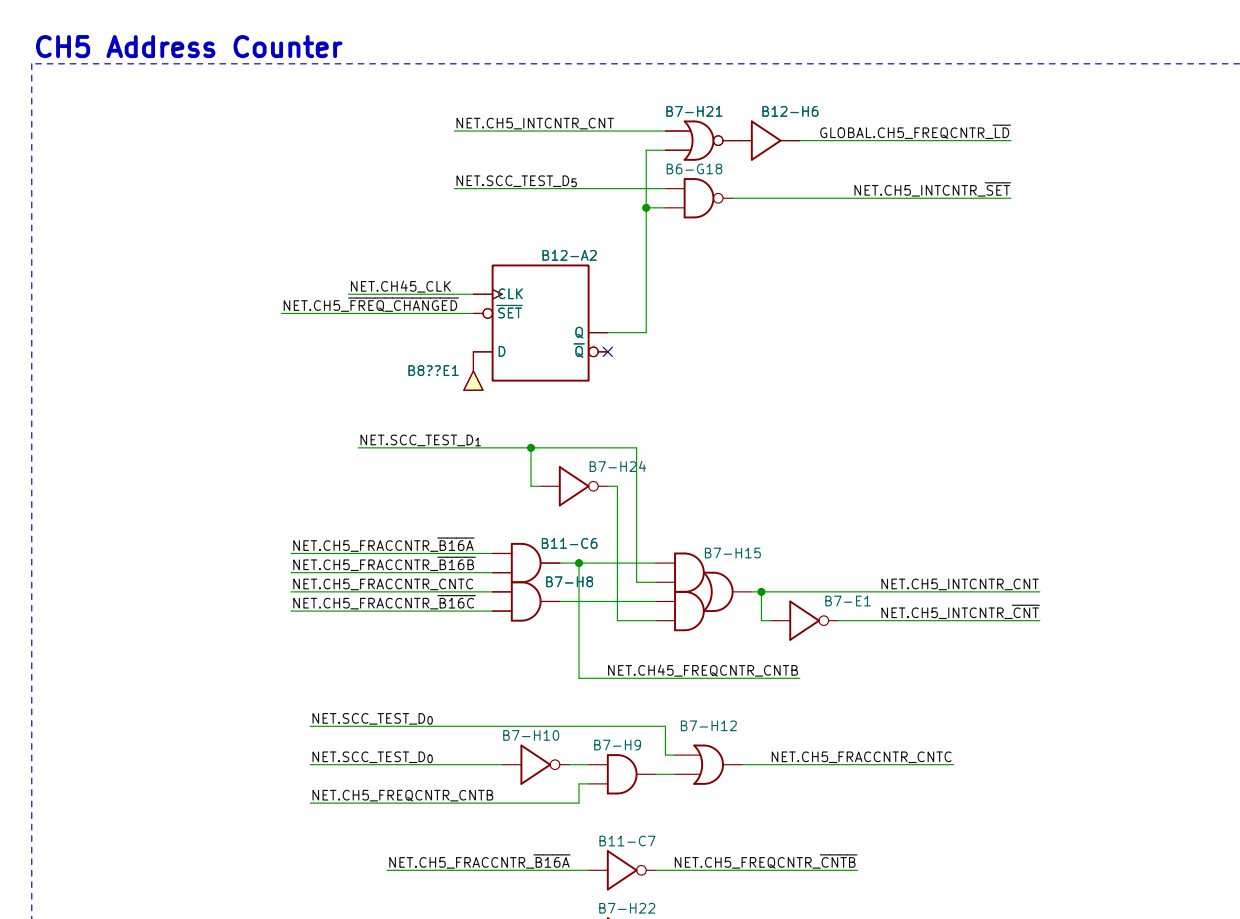 CH5 Address Counter
B7-H21 B12-H6
NET.CH5_INTCNTR_CNT
GLOBAL.CH5_FREQCNTR_LD
B6-G18
NET.SCC_TEST_D5
NET.CH5_INTCNTR_SET
B12-A2
NET.CH45_CLK
CLK
NET.CH5_FREQ_CHANGED
SET
Q
D Q
B8??E1
NET.SCC_TEST_D1
B7-H24
NET.CH5_FRACCNTR_B16A B11-C6
B7-H15
NET.CH5_FRACCNTR_B16B
NET.CH5_FRACCNTR_CNTC B7-H8 NET.CH5_INTCNTR_CNT
NET.CH5_FRACCNTR_B16C B7-E1
NET.CH5_INTCNTR_CNT
NET.CH45_FREQCNTR_CNTB
NET.SCC_TEST_D0
B7-H12
B7-H10
B7-H9
NET.SCC_TEST_D0
NET.CH5_FRACCNTR_CNTC
NET.CH5_FREQCNTR_CNTB
B11-C7
NET.CH5_FRACCNTR_B16A NET.CH5_FREQCNTR_CNTB
B7-H22